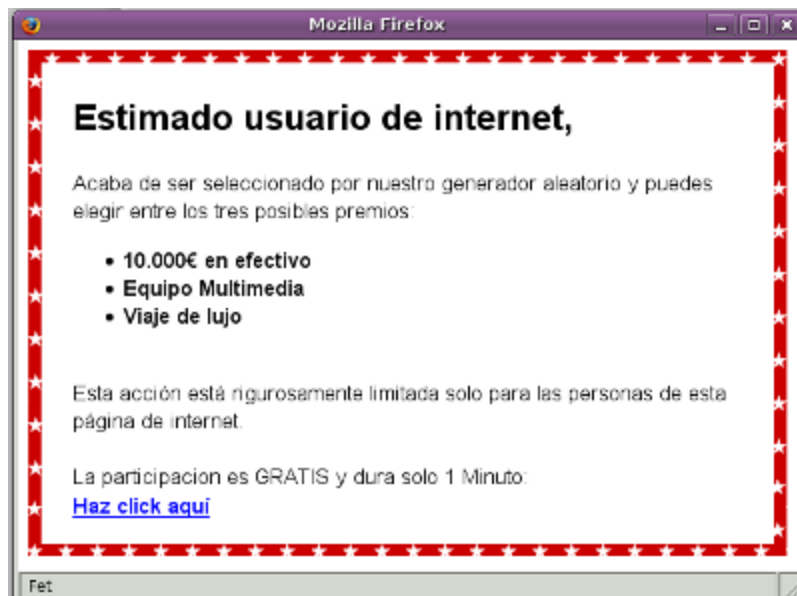 Mozilla Firefox
Estimado usuario de internet,
Acaba de ser seleccionado por nuestro generador aleatorio y puedes
elegir entre los tres posibles premios:
• 10.000€ en efectivo
• Equipo Multimedia
• Viaje de lujo
Esta acción está rigurosamente limitada solo para las personas de esta
página de internet.
La participacion es GRATIS y dura solo 1 Minuto:
Haz click aquí
Fet